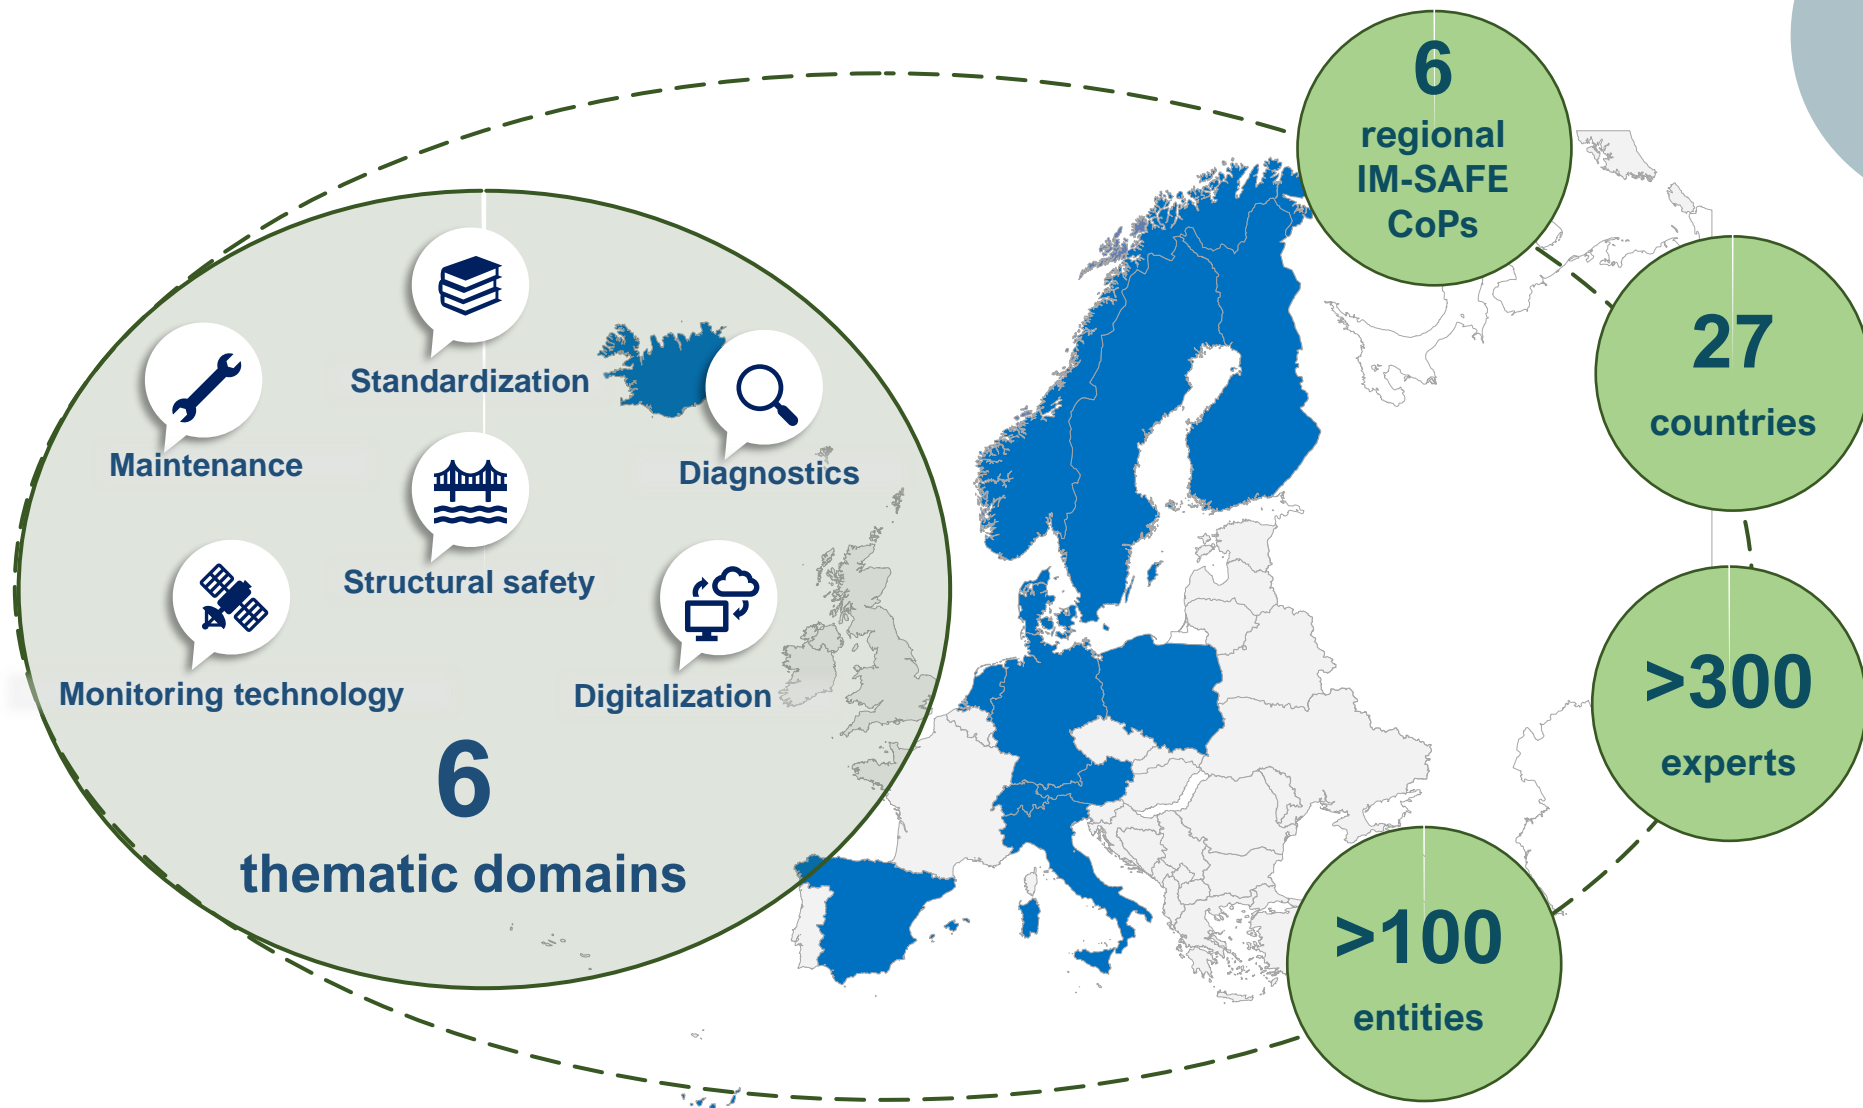 Standardization
Maintenance
Diagnostics
Structural safety
Monitoring technology
Digitalization
6
thematic domains
6
regional
IM-SAFE
CoPs
27
countries
>300
experts
>100
entities